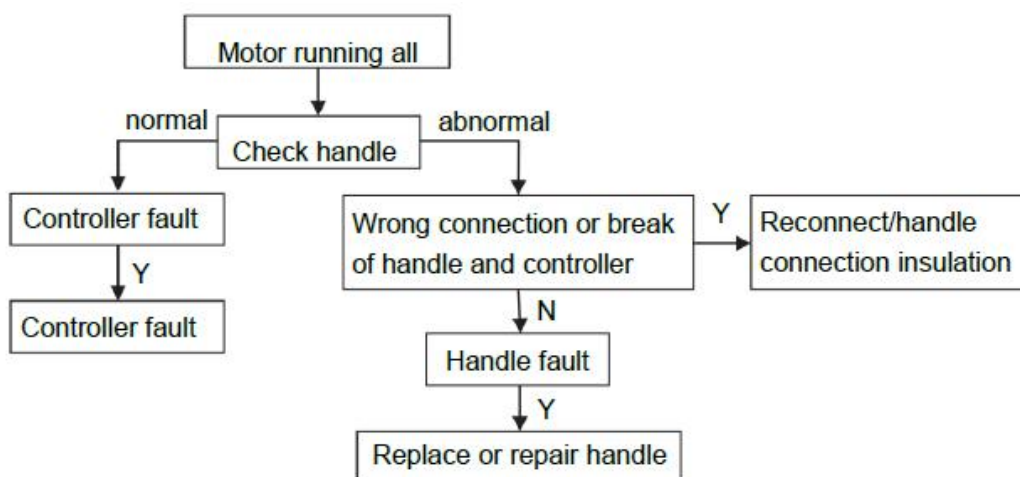 Motor running all
normal
abnormal
Check handle
Controller fault
Wrong connection or break
of handle and controller
Y
Reconnect/handle
connection insulation
Y
N
Controller fault
Handle fault
Y
Replace or repair handle